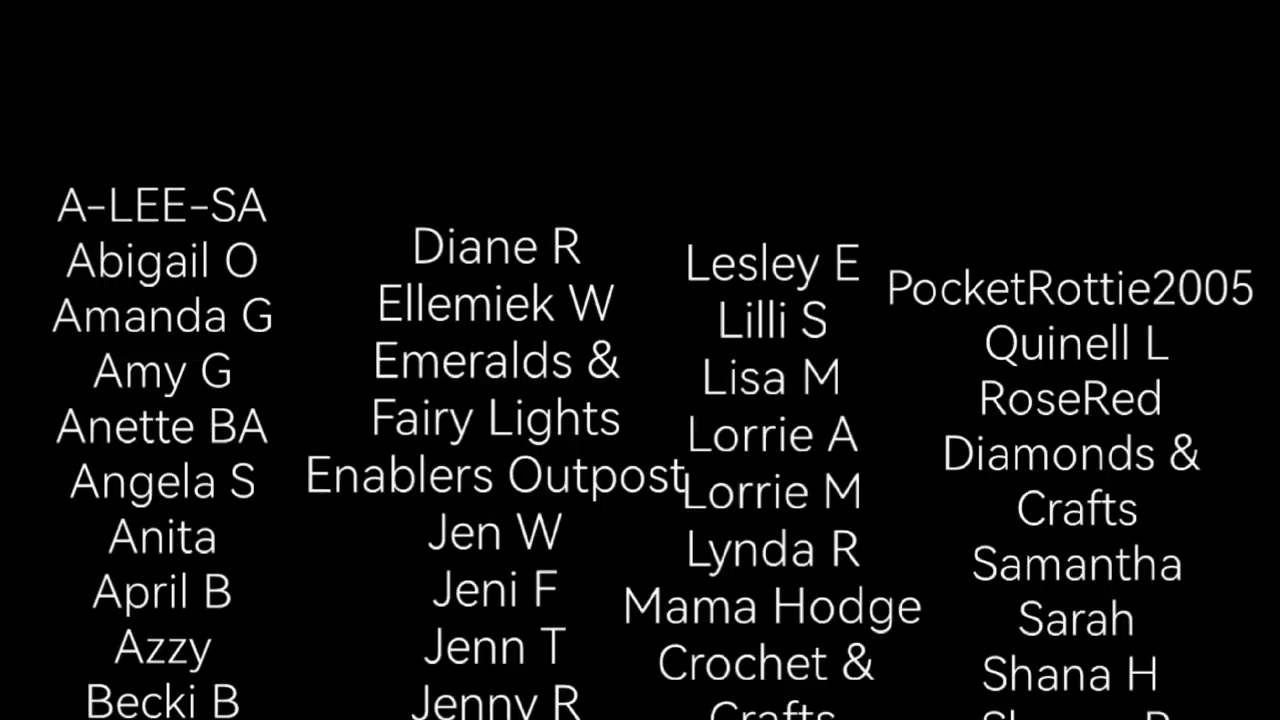 A-LEE-SA
Abigail O
Amanda G
Amy G
Anette BA
Angela S
Anita
April B
Azzy
Becki B
Diane R
Ellemiek W
Emeralds &
Fairy Lights
Enablers Outpost
Jen W
Jeni F
Jenn T
Jenny R
Lesley E
Lilli S
Lisa M
Lorrie A
Lorrie M
Lynda R
Mama Hodge
Crochet &
Crafts
PocketRottie2005
Quinell L
RoseRed
Diamonds &
Crafts
Samantha
Sarah
Shana H